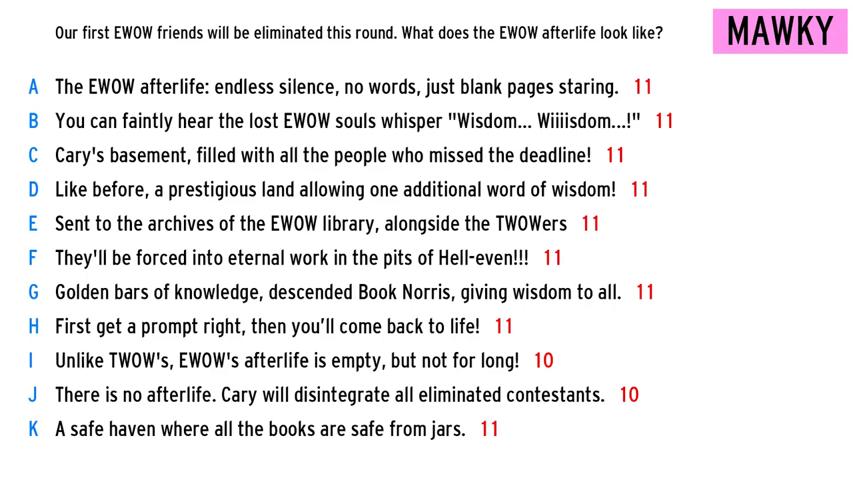 Our first EWOW friends will be eliminated this round. What does the EWOW afterlife look like?
MAWKY
A The EWOW afterlife: endless silence, no words, just blank pages staring. 11
B You can faintly hear the lost EWOW souls whisper "Wisdom... Wiiiisdom...!" 11
C Cary's basement, filled with all the people who missed the deadline! 11
D Like before, a prestigious land allowing one additional word of wisdom! 11
E Sent to the archives of the EWOW library, alongside the TWOWers 11
F They'll be forced into eternal work in the pits of Hell-even!!! 11
G Golden bars of knowledge, descended Book Norris, giving wisdom to all. 11
H First get a prompt right, then you’ll come back to life! 11
I Unlike TWOW's, EWOW's afterlife is empty, but not for long! 10
J There is no afterlife. Cary will disintegrate all eliminated contestants. 10
K A safe haven where all the books are safe from jars. 11